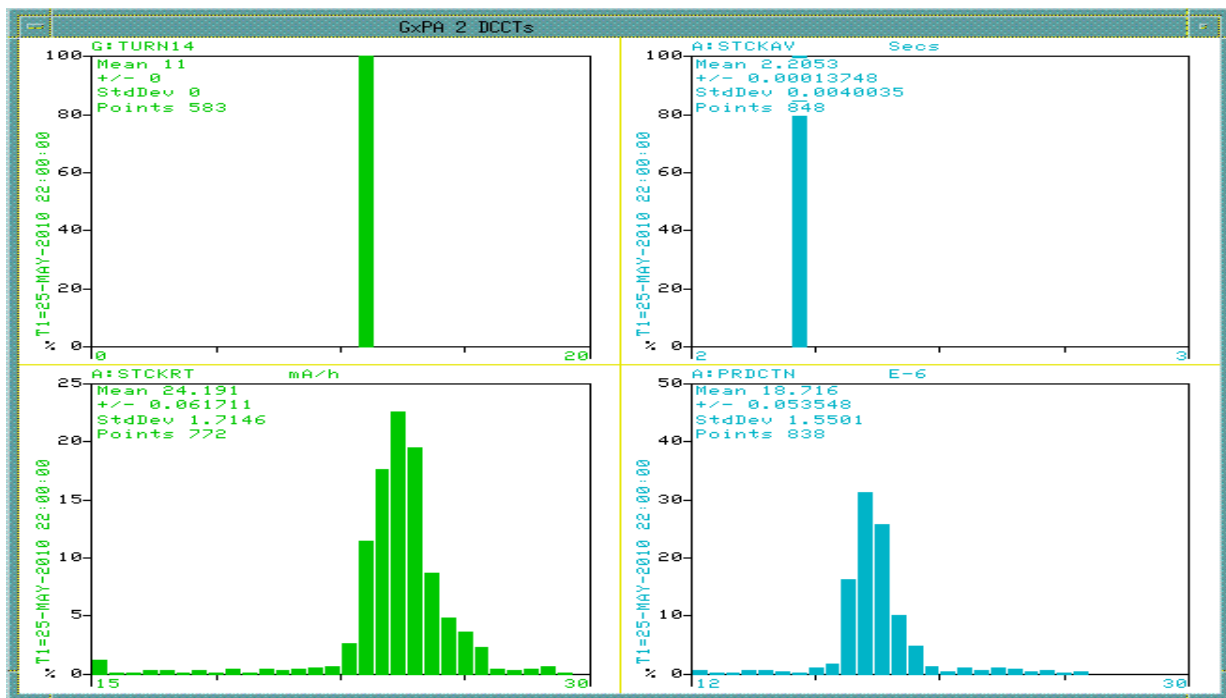 GxPA 2 DCCTs
G:TURN14
Mean 11
+/- 0
StdDev 0
Points 583
100
80
60
40
20
% 0
0 20
T1=25-MAY-2010 22:00:00
A:STCKAV Secs
Mean 2.2053
+/- 0.00013748
StdDev 0.0040035
Points 848
100
80
60
40
20
% 0
2 3
T1=25-MAY-2010 22:00:00
A:STCKRT mA/h
Mean 24.191
+/- 0.061711
StdDev 1.7146
Points 772
25
20
15
10
5
% 0
15 30
T1=25-MAY-2010 22:00:00
A:PRDCTN E-6
Mean 18.716
+/- 0.053548
StdDev 1.5501
Points 838
50
40
30
20
10
% 0
12 30
T1=25-MAY-2010 22:00:00